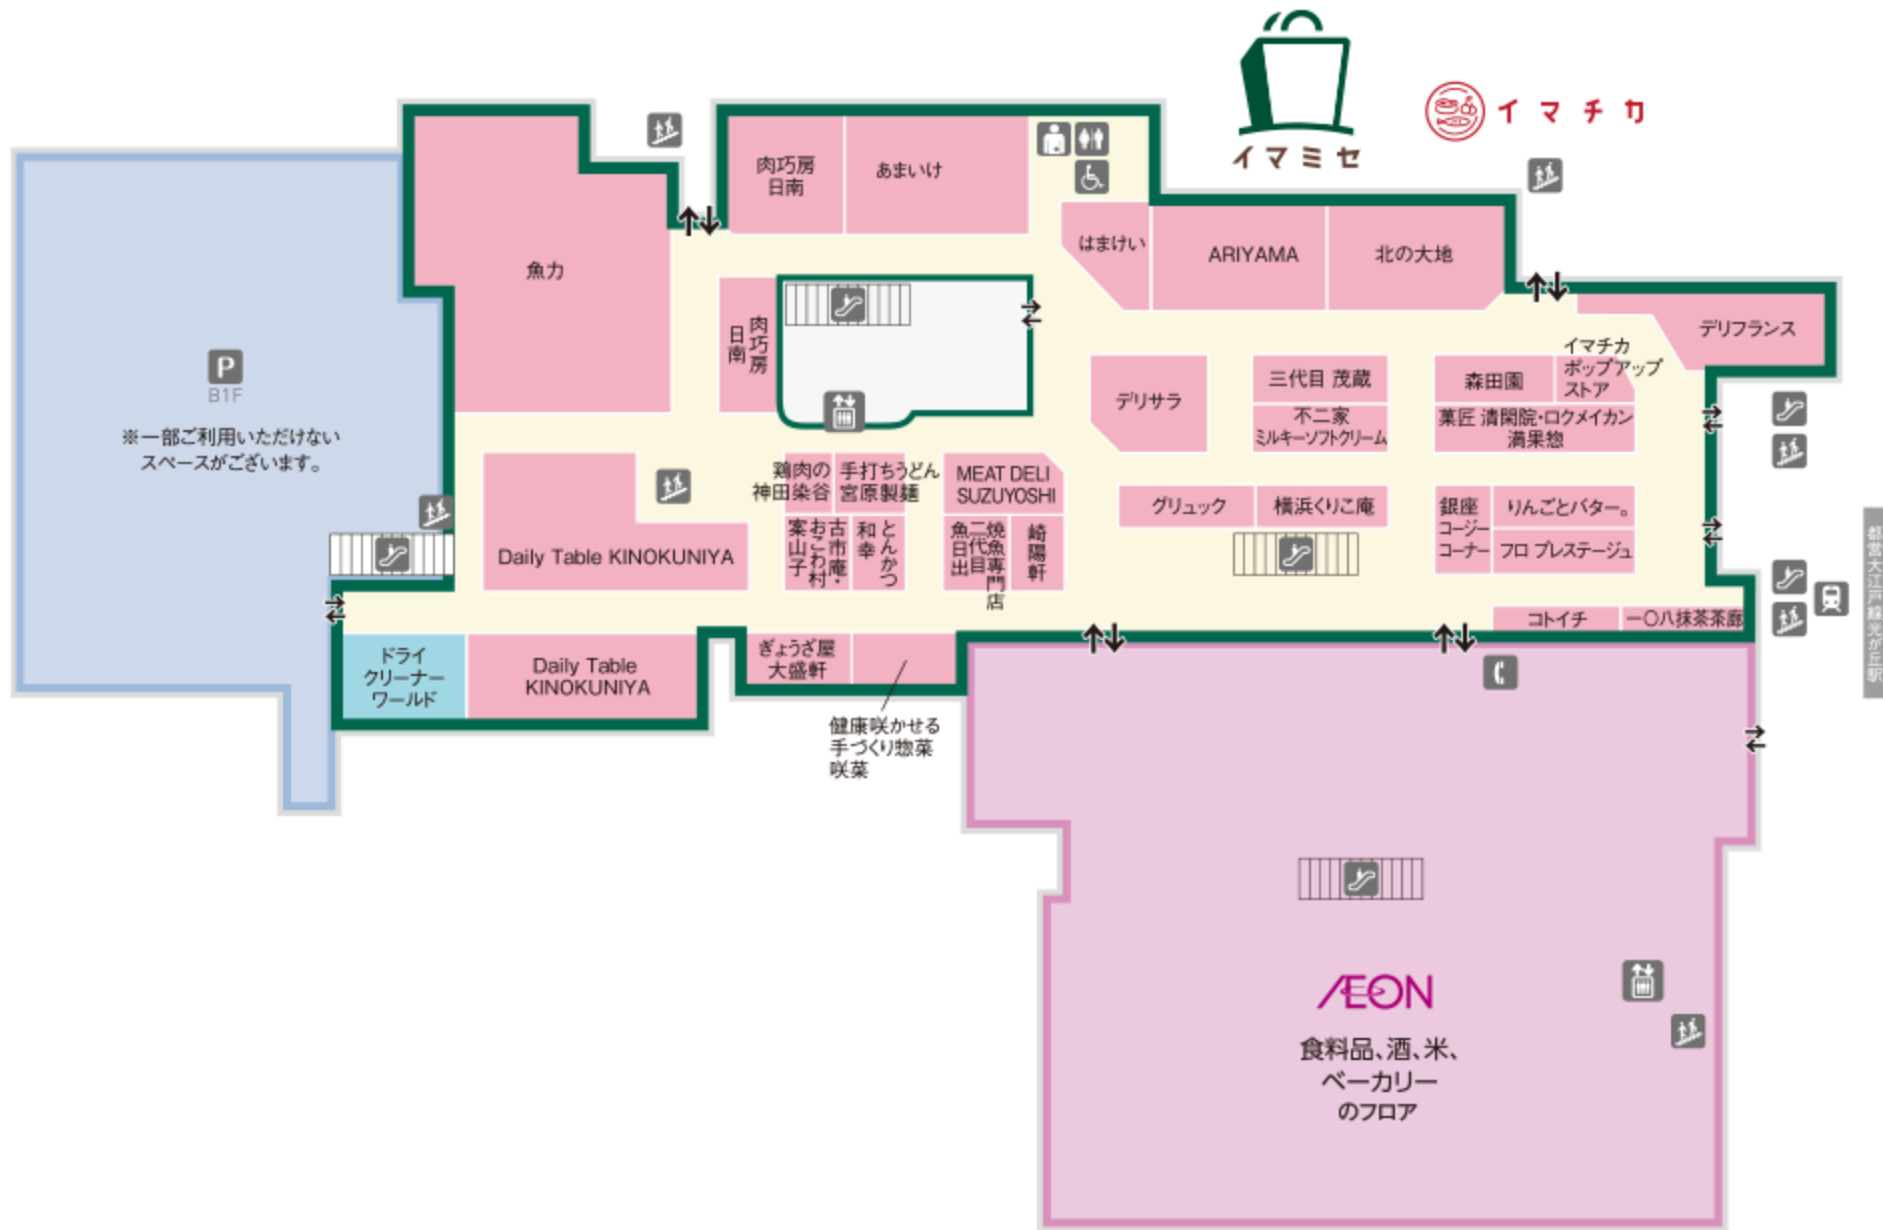 イマミセ
イマチカ
肉巧房
日南
あまいけ
魚力
はまけい
ARIYAMA
北の大地
デリフランス
肉巧房
日南
P
B1F
※一部ご利用いただけない
スペースがございます。
デリサラ
三代目 茂蔵
不二家
ミルキーソフトクリーム
森田園
イマチカ
ポップアップ
ストア
菓匠 清閑院・ロクメイカン
満果惣
鶏肉の
神田染谷
手打ちうどん
宮原製麺
MEAT DELI
SUZUYOSHI
グリュック
横浜くりこ庵
銀座
コージー
コーナー
りんごとバター。
フロ プレステージュ
Daily Table KINOKUNIYA
古市庵・
おこわ村
案山子
とんかつ
和幸
焼魚専門店
二代目
魚日出
崎陽軒
コトイチ
一〇八抹茶茶廊
都営大江戸線光が丘駅
ドライ
クリーナー
ワールド
Daily Table
KINOKUNIYA
ぎょうざ屋
大盛軒
健康咲かせる
手づくり惣菜
咲菜
ÆON
食料品、酒、米、
ベーカリー
のフロア